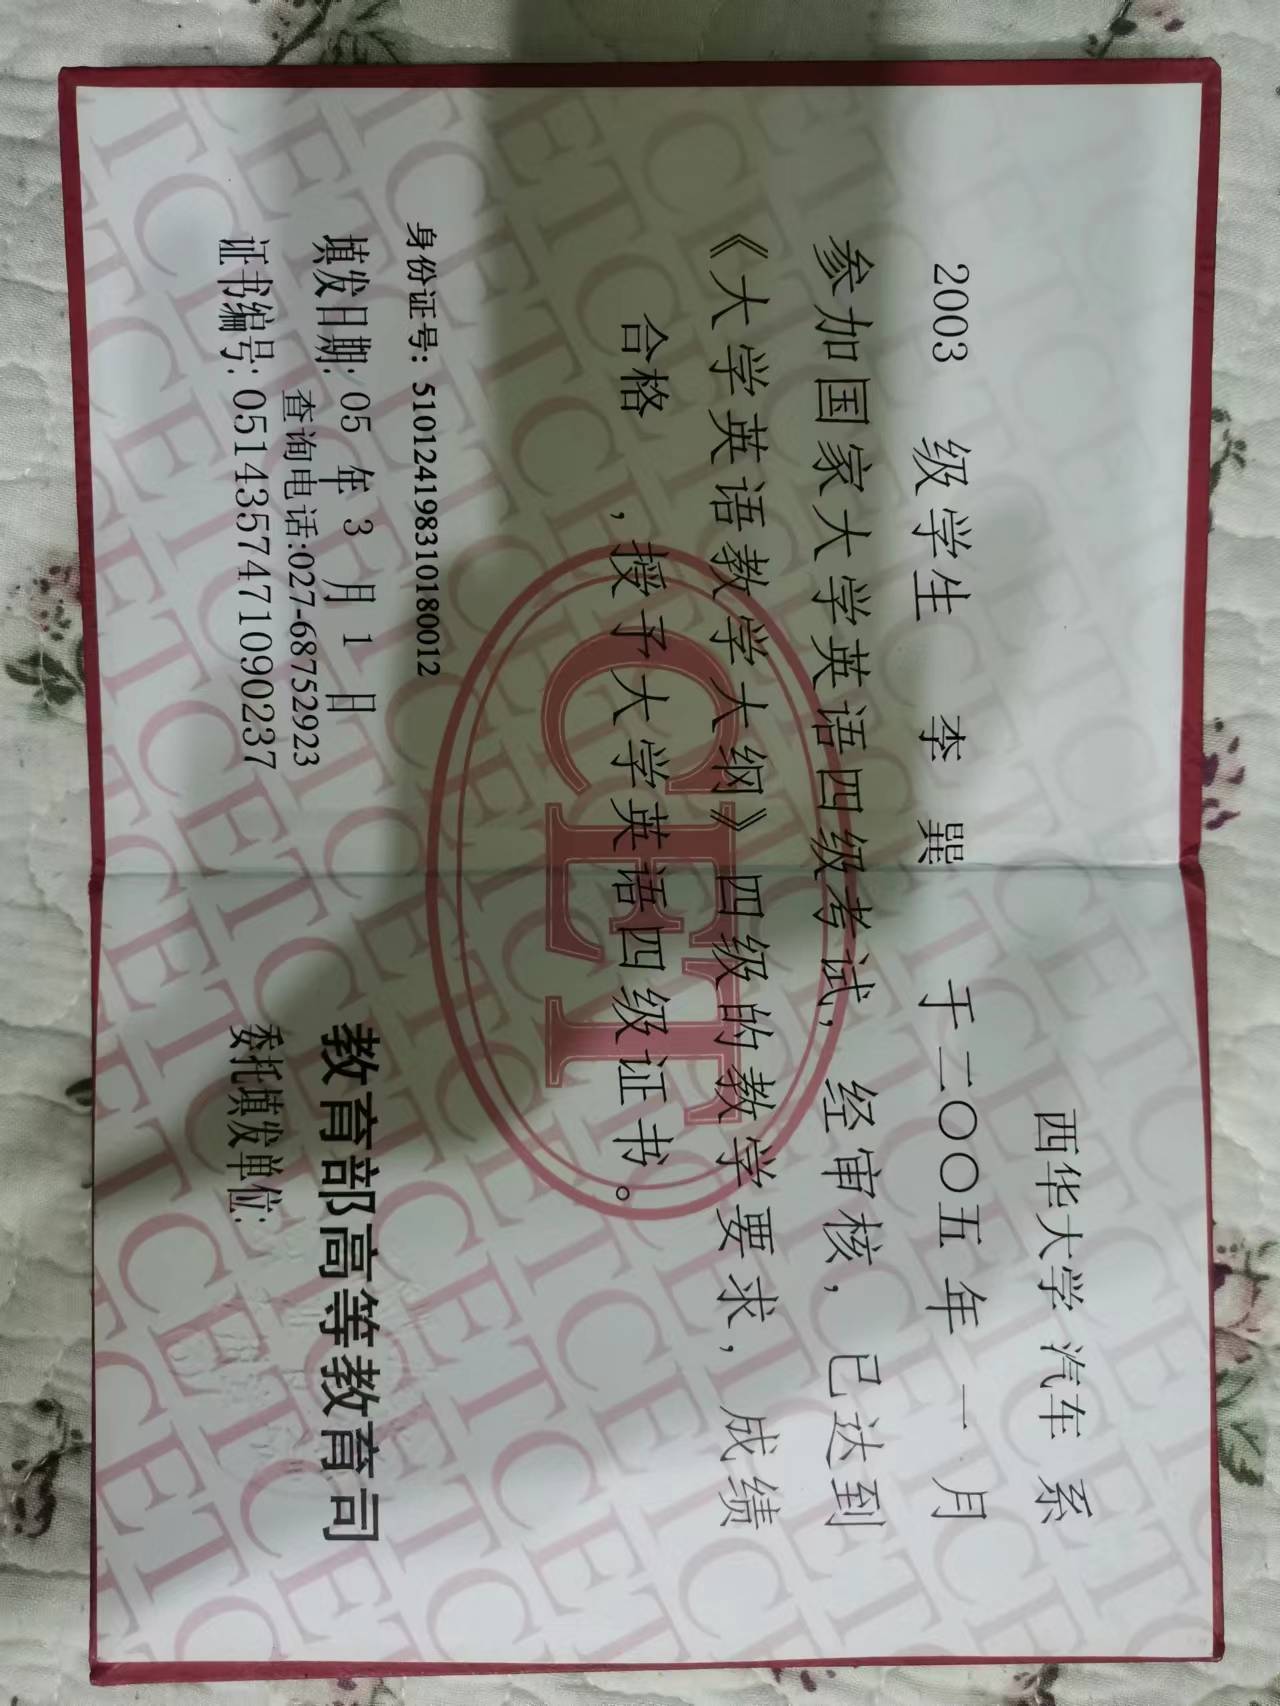 西华大学 汽车 系
2003 级学生 李巽 于二〇〇五年一月
参加国家大学英语四级考试，经审核，已达到
《大学英语教学大纲》四级的教学要求，成绩
合格，授予大学英语四级证书。
CET
身份证号：510124198310180012
填发日期：05 年 3 月 1 日
查询电话:027-68752923
证书编号：051435747109​0237
教育部高等教育司
委托填发单位: